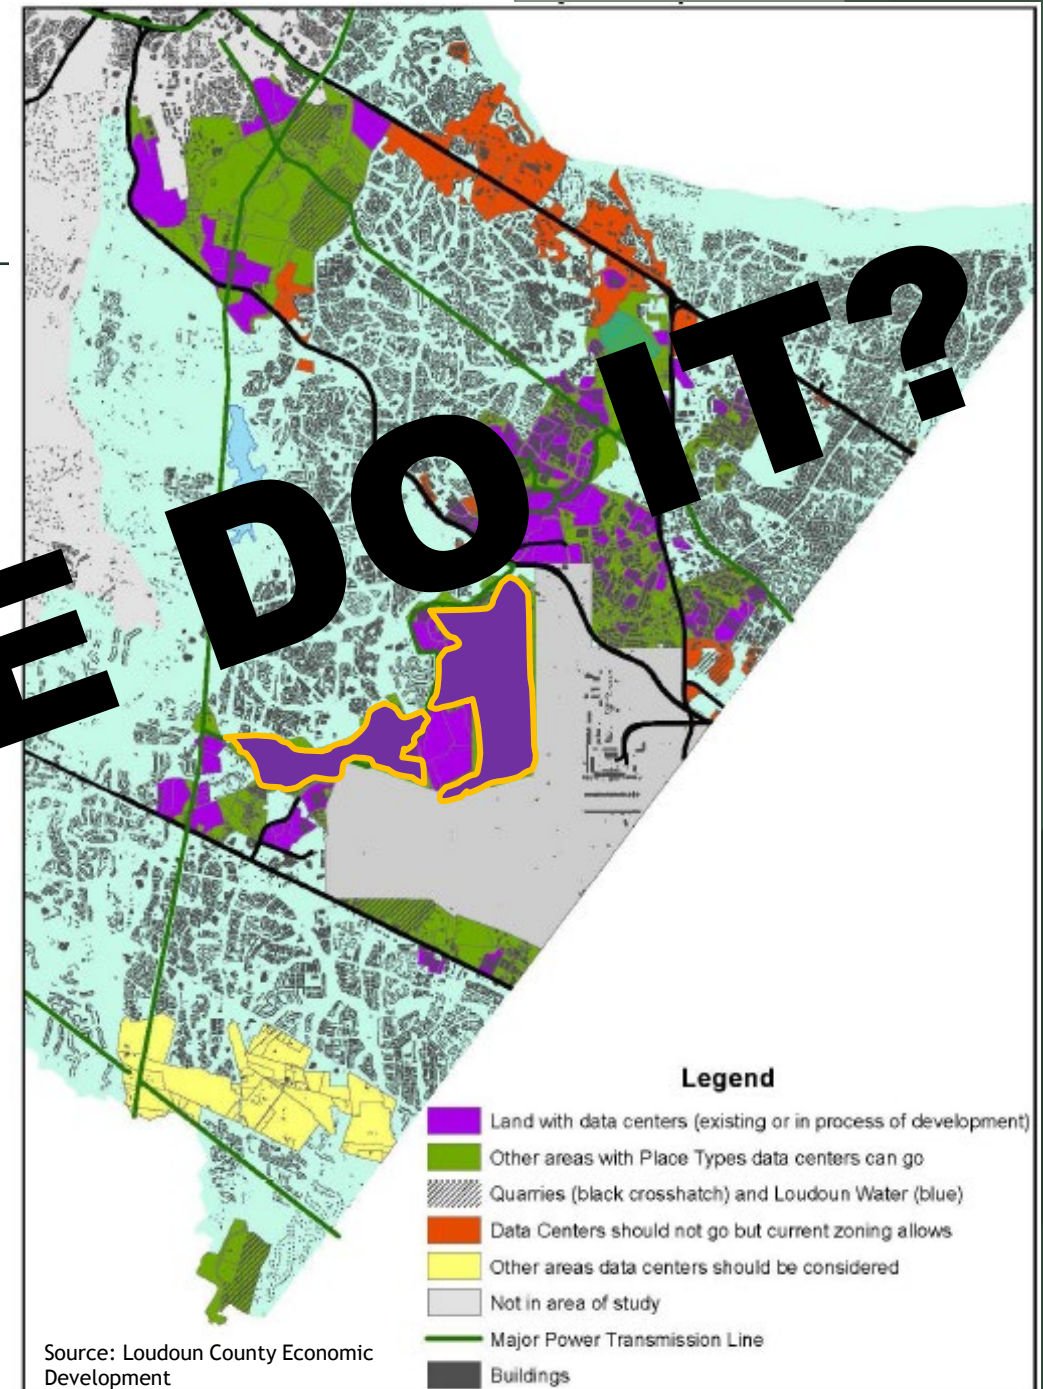 E DO IT?
Legend
Land with data centers (existing or in process of development)
Other areas with Place Types data centers can go
Quarries (black crosshatch) and Loudoun Water (blue)
Data Centers should not go but current zoning allows
Other areas data centers should be considered
Not in area of study
Major Power Transmission Line
Buildings
Source: Loudoun County Economic
Development